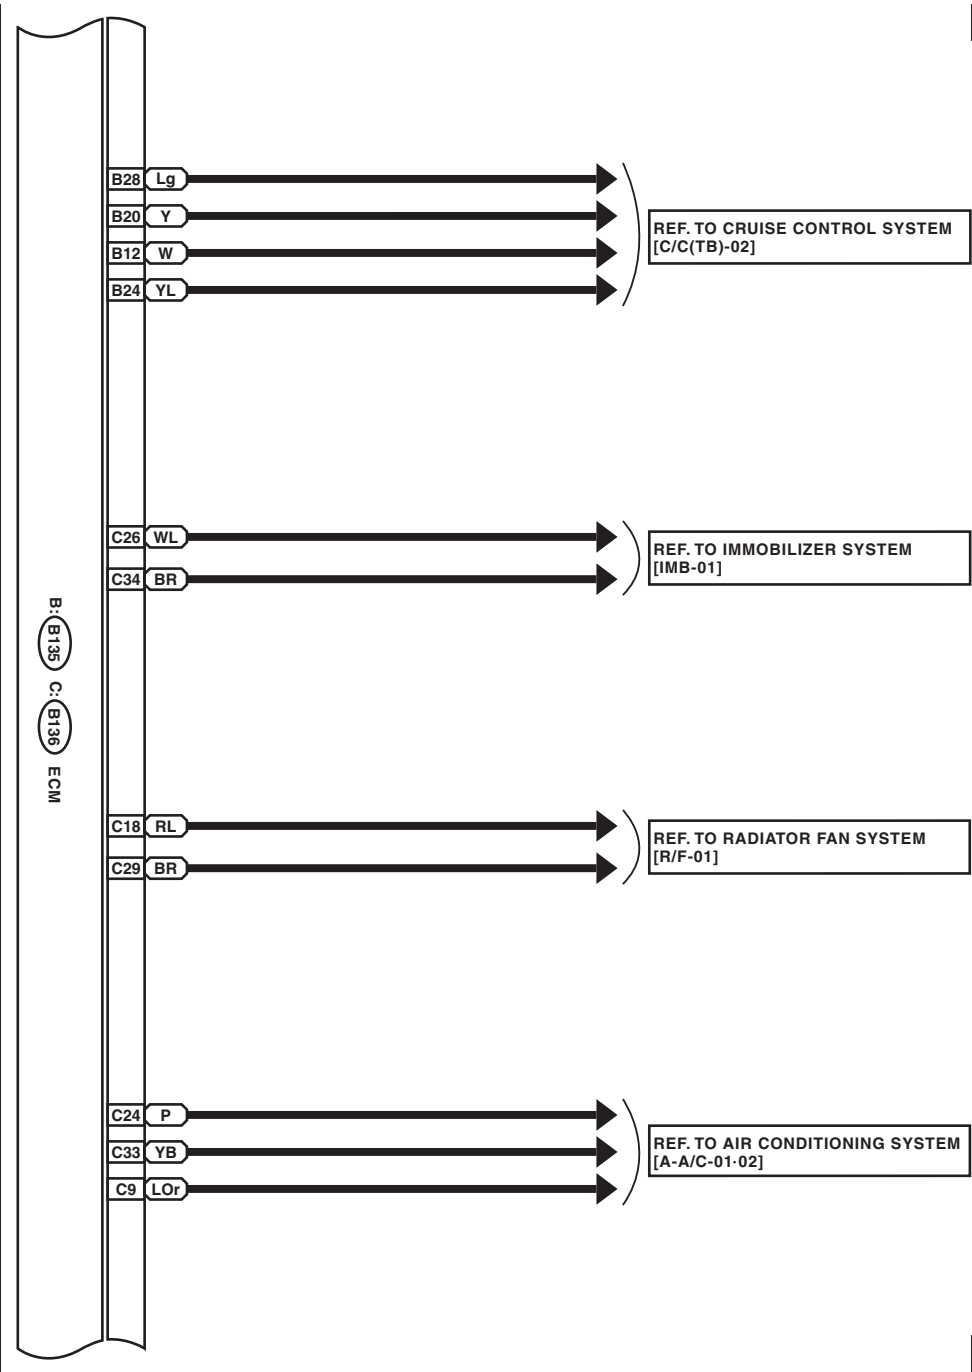 B28 Lg
B20 Y
B12 W
B24 YL
REF. TO CRUISE CONTROL SYSTEM
[C/C(TB)-02]
C26 WL
C34 BR
REF. TO IMMOBILIZER SYSTEM
[IMB-01]
B: B135 C: B136 ECM
C18 RL
C29 BR
REF. TO RADIATOR FAN SYSTEM
[R/F-01]
C24 P
C33 YB
C9 LOr
REF. TO AIR CONDITIONING SYSTEM
[A-A/C-01·02]